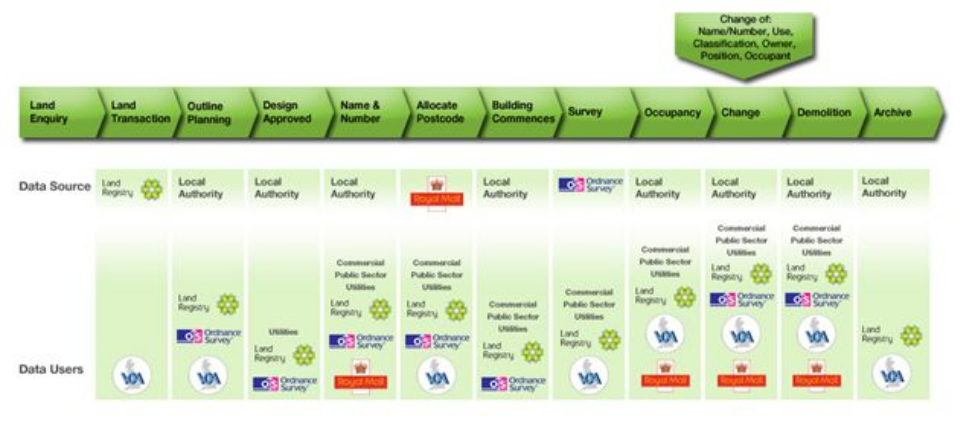 Change of:
Name/Number, Use,
Classification, Owner,
Position, Occupant
Land
Enquiry
Land
Transaction
Outline
Planning
Design
Approved
Name &
Number
Allocate
Postcode
Building
Commences
Survey
Occupancy
Change
Demolition
Archive
Data Source
Land
Registry
Local
Authority
Local
Authority
Local
Authority
Royal Mail
Local
Authority
OS Ordnance
Survey
Local
Authority
Local
Authority
Local
Authority
Local
Authority
Data Users
VOA
Land
Registry
OS Ordnance
Survey
VOA
Utilities
Land
Registry
OS Ordnance
Survey
Commercial
Public Sector
Utilities
Land
Registry
OS Ordnance
Survey
Royal Mail
Commercial
Public Sector
Utilities
Land
Registry
OS Ordnance
Survey
VOA
Commercial
Public Sector
Utilities
Land
Registry
OS Ordnance
Survey
Commercial
Public Sector
Utilities
Land
Registry
VOA
Commercial
Public Sector
Utilities
Land
Registry
VOA
Royal Mail
Commercial
Public Sector
Utilities
Land
Registry
OS Ordnance
Survey
VOA
Royal Mail
Commercial
Public Sector
Utilities
Land
Registry
OS Ordnance
Survey
VOA
Royal Mail
Land
Registry
VOA